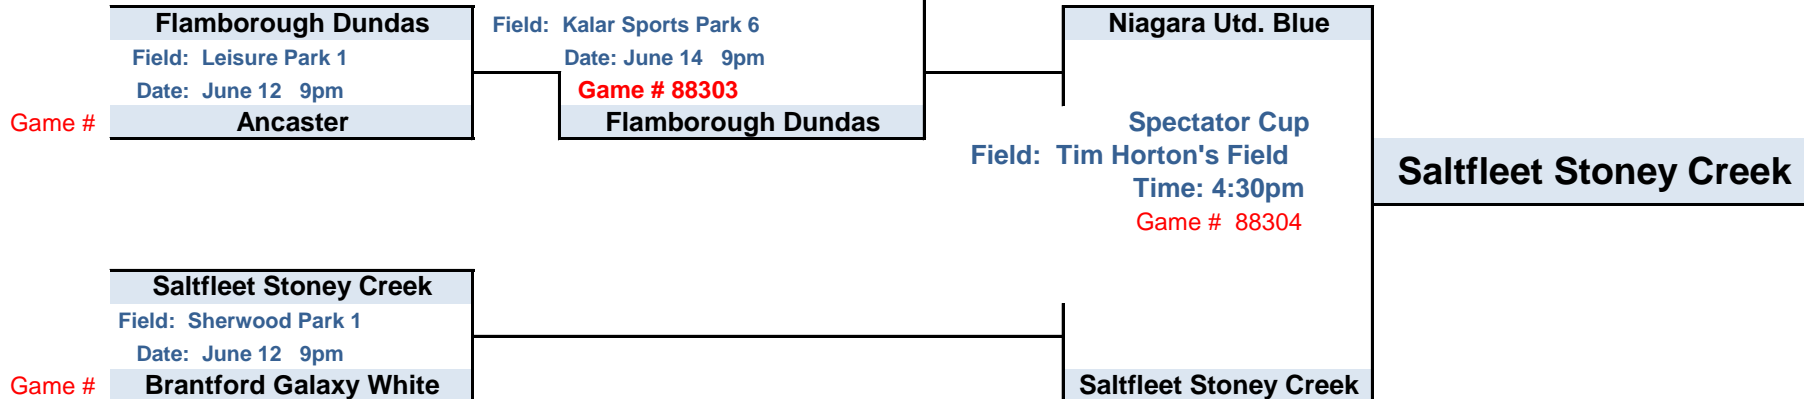 Flamborough Dundas
Field: Kalar Sports Park 6
Niagara Utd. Blue
Field: Leisure Park 1
Date: June 14 9pm
Date: June 12 9pm
Game # 88303
Game #
Ancaster
Flamborough Dundas
Spectator Cup
Field: Tim Horton's Field
Saltfleet Stoney Creek
Time: 4:30pm
Game # 88304
Saltfleet Stoney Creek
Field: Sherwood Park 1
Date: June 12 9pm
Game #
Brantford Galaxy White
Saltfleet Stoney Creek